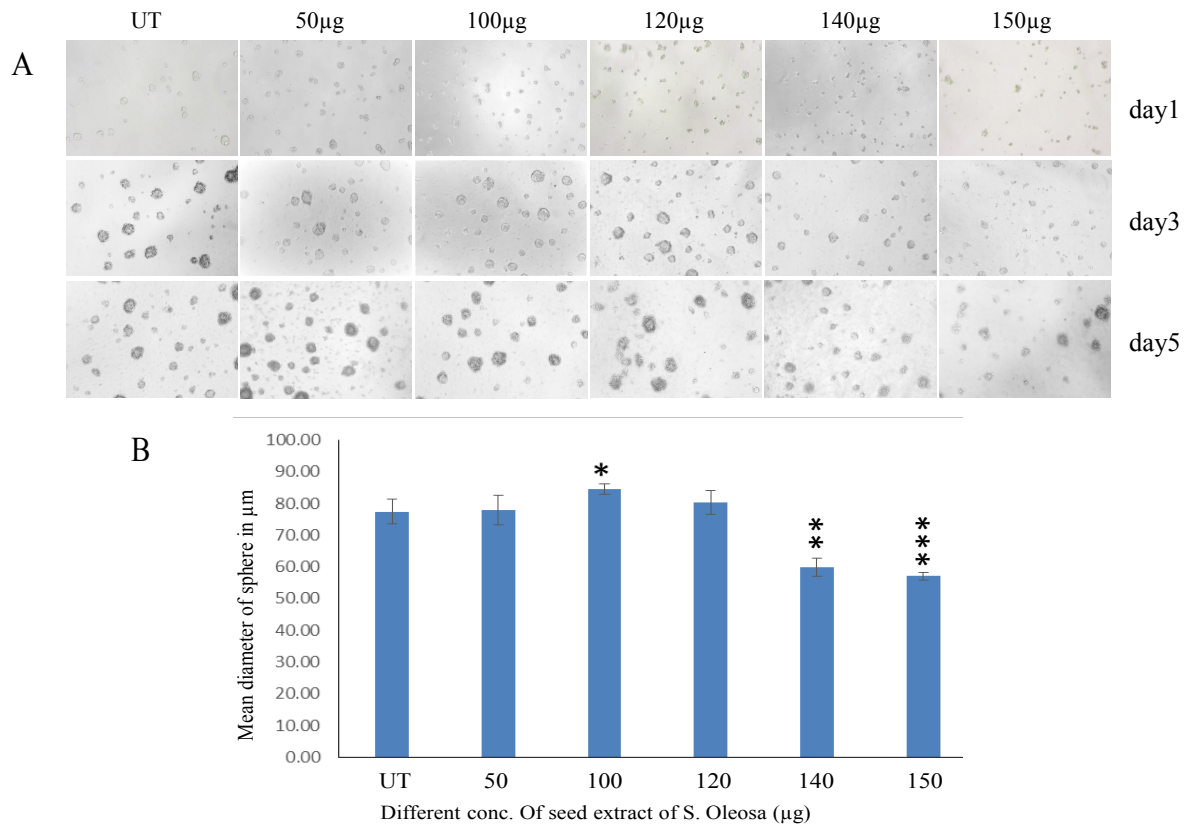 UT 50µg 100µg 120µg 140µg 150µg
A
day1
day3
day5
B
100.00
90.00
80.00
70.00
60.00
50.00
40.00
30.00
20.00
10.00
0.00
Mean diameter of sphere in µm
*
**
***
UT 50 100 120 140 150
Different conc. Of seed extract of S. Oleosa (µg)